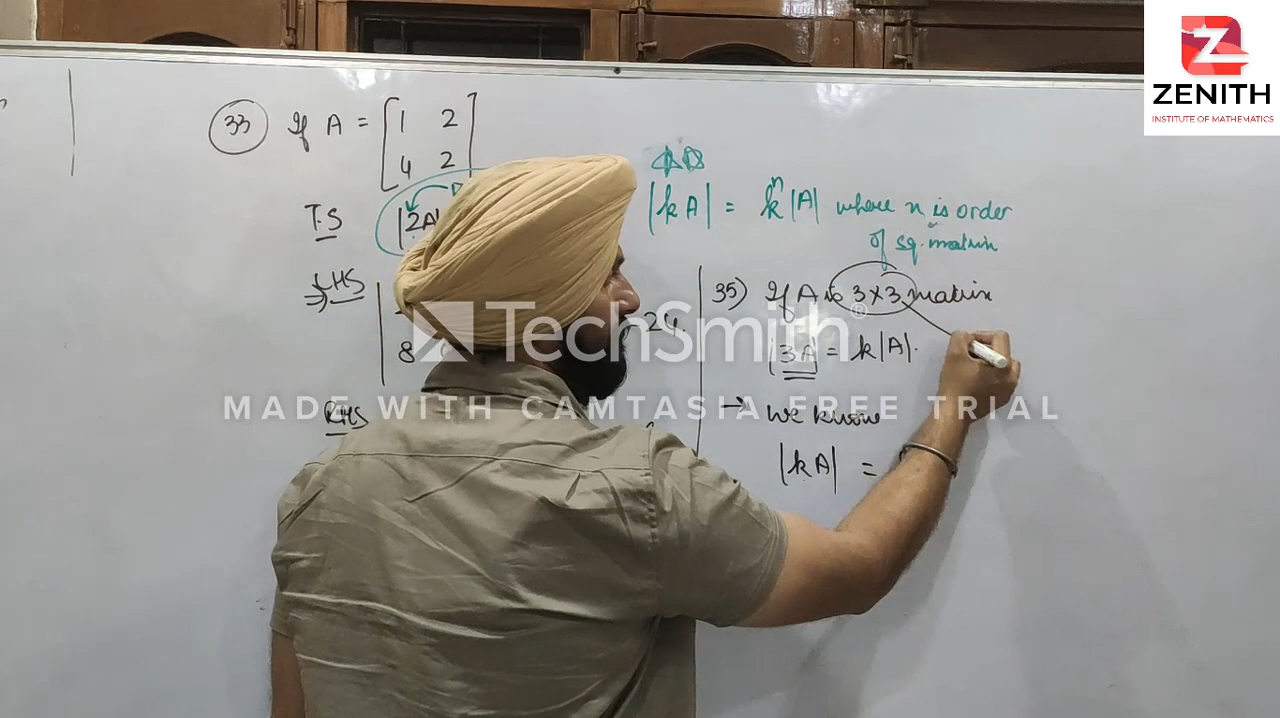 ZENITH
INSTITUTE OF MATHEMATICS
33 If A = [1 2
4 2]
T.S |2A|
|kA| = kⁿ|A| where n is order
of sq. matrix
⇒ LHS
8
24
RHS
35) If A is 3×3 matrix
|3A| = k|A|.
→ We know
|kA| =
TechSmith®
MADE WITH CAMTASIA FREE TRIAL